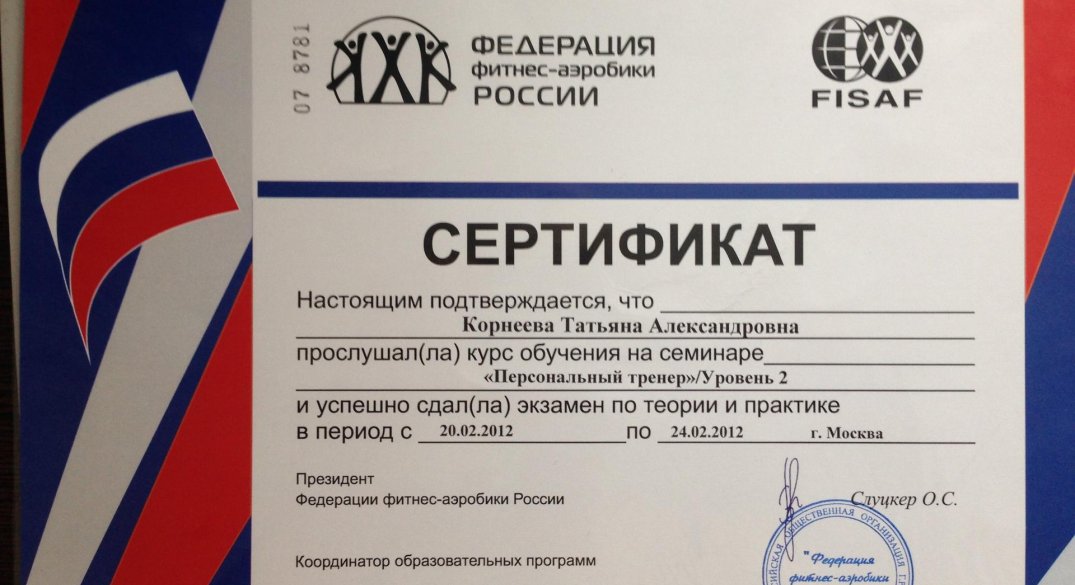 07 8781
ФЕДЕРАЦИЯ
фитнес-аэробики
РОССИИ
FISAF
СЕРТИФИКАТ
Настоящим подтверждается, что
Корнеева Татьяна Александровна
прослушал(ла) курс обучения на семинаре
«Персональный тренер»/Уровень 2
и успешно сдал(ла) экзамен по теории и практике
в период с 20.02.2012 по 24.02.2012 г. Москва
Президент
Федерации фитнес-аэробики России
Слуцкер О.С.
Координатор образовательных программ
ОБЩЕСТВЕННАЯ ОРГАНИЗАЦИЯ
"Федерация
фитнес-аэробики